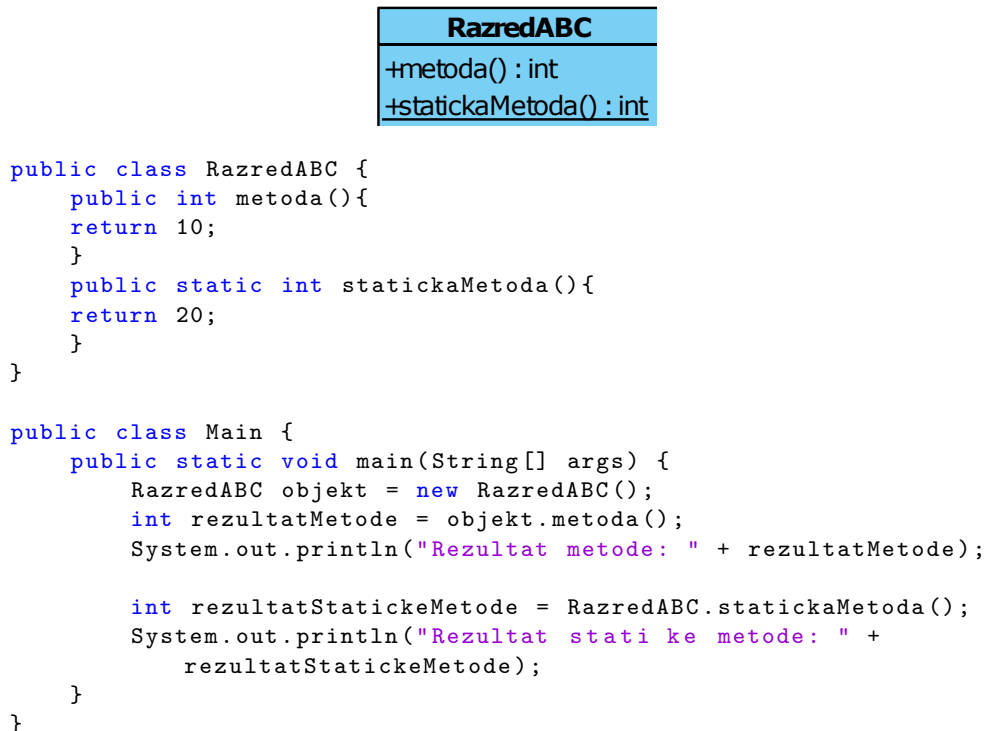 RazredABC
+metoda() : int
+statickaMetoda() : int
public class RazredABC {
    public int metoda(){
    return 10;
    }
    public static int statickaMetoda(){
    return 20;
    }
}
public class Main {
    public static void main(String[] args) {
        RazredABC objekt = new RazredABC();
        int rezultatMetode = objekt.metoda();
        System.out.println("Rezultat metode: " + rezultatMetode);
        int rezultatStatickeMetode = RazredABC.statickaMetoda();
        System.out.println("Rezultat stati ke metode: " +
            rezultatStatickeMetode);
    }
}